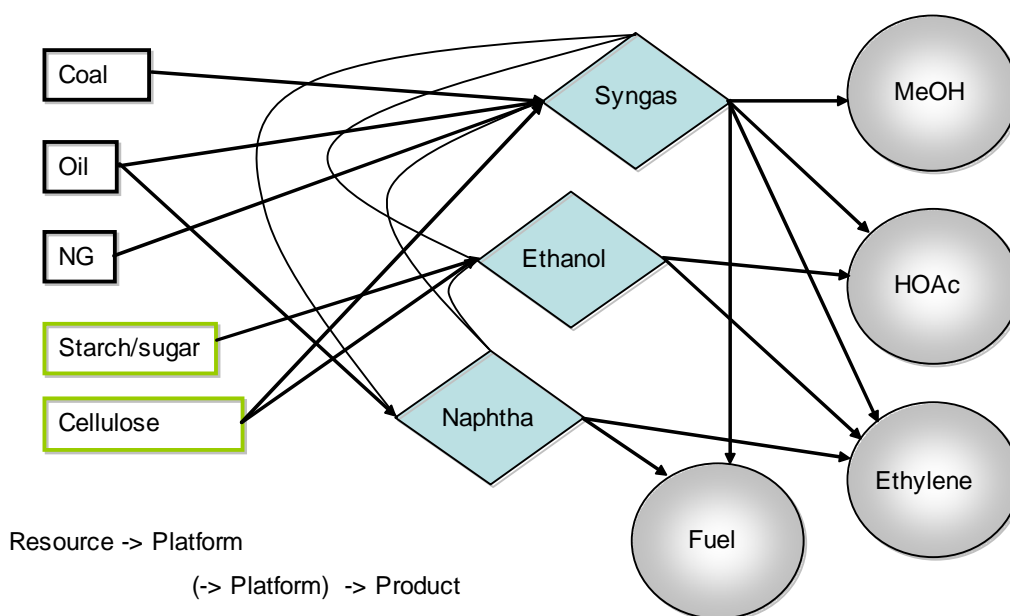 Coal
Syngas
MeOH
Oil
NG
Ethanol
HOAc
Starch/sugar
Cellulose
Naphtha
Ethylene
Fuel
Resource -> Platform
(-> Platform) -> Product